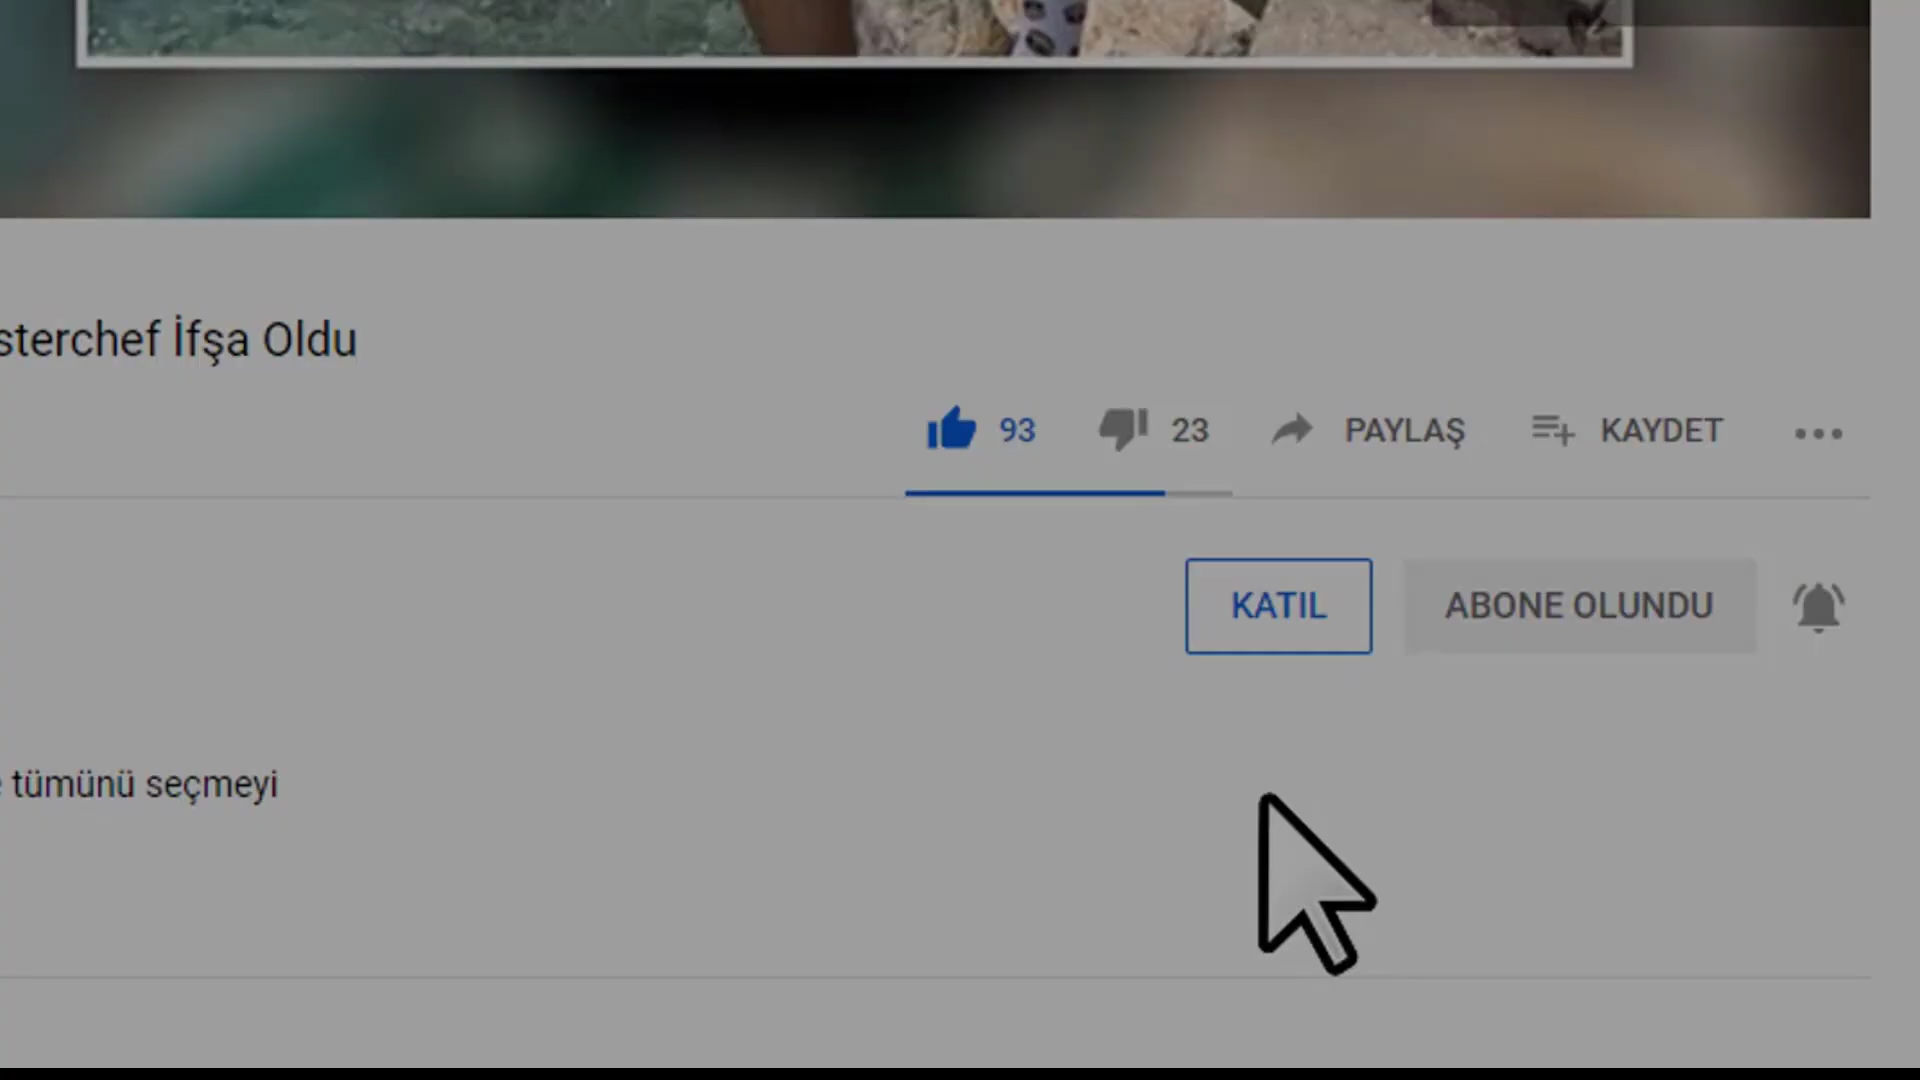 sterchef İfşa Oldu
93 23 PAYLAŞ KAYDET
KATIL ABONE OLUNDU
tümünü seçmeyi